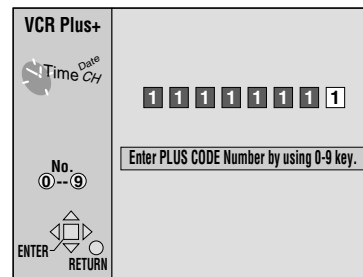 VCR Plus+
Date
Time CH
1 1 1 1 1 1 1 1
Enter PLUS CODE Number by using 0-9 key.
No.
0--9
ENTER
RETURN